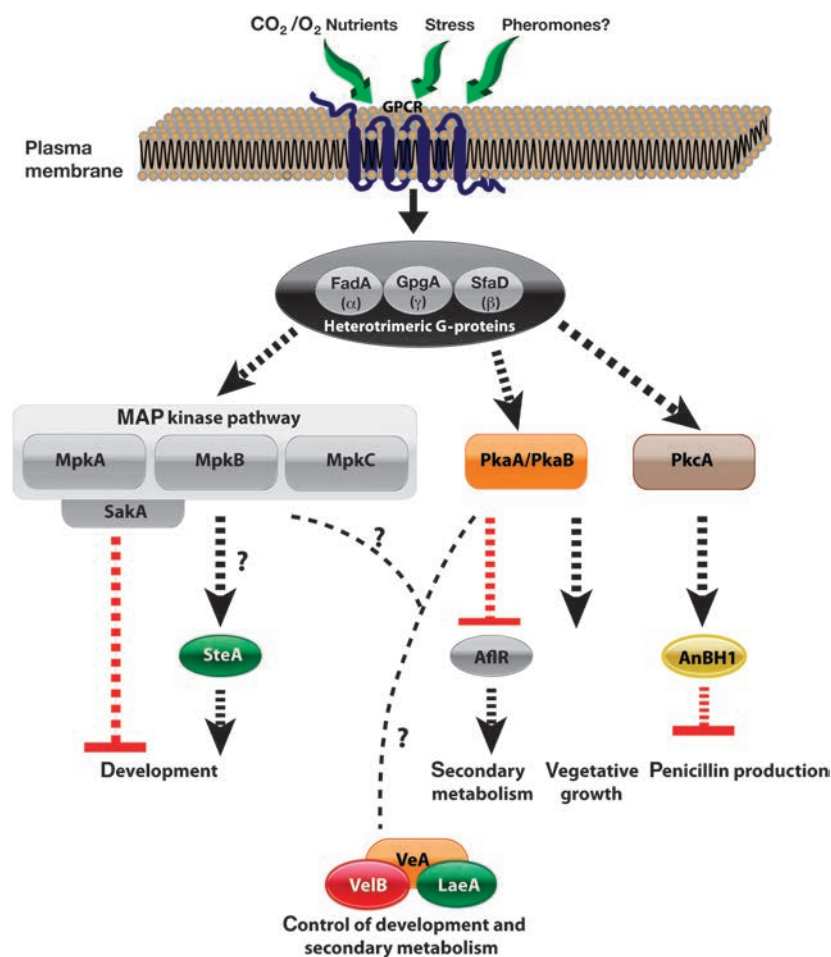 CO2 /O2 Nutrients
Stress
Pheromones?
GPCR
Plasma
membrane
FadA
(α)
GpgA
(γ)
SfaD
(β)
Heterotrimeric G-proteins
MAP kinase pathway
MpkA
MpkB
MpkC
SakA
PkaA/PkaB
PkcA
?
?
SteA
AflR
AnBH1
?
Development
Secondary
metabolism
Vegetative
growth
Penicillin production
VeA
VelB
LaeA
Control of development and
secondary metabolism